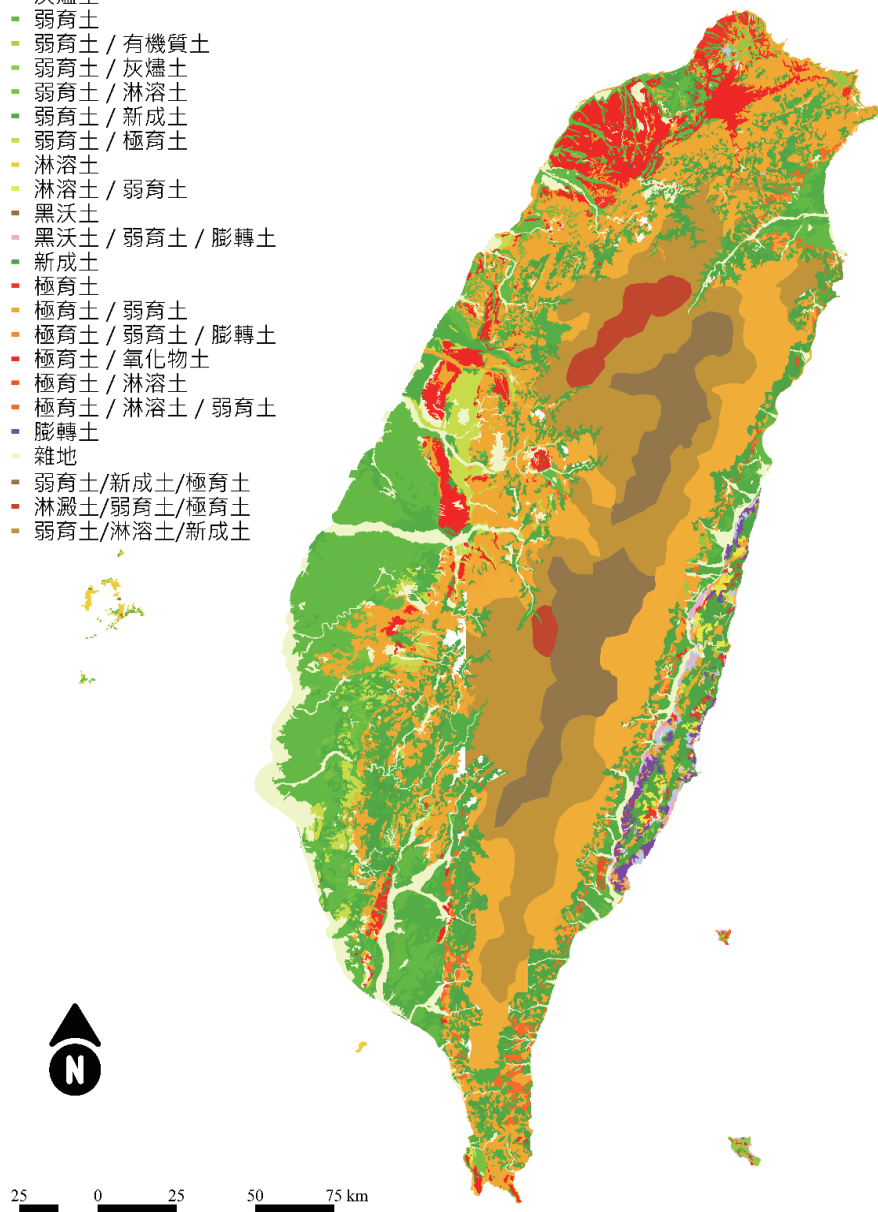 弱育土
弱育土 / 有機質土
弱育土 / 灰燼土
弱育土 / 淋溶土
弱育土 / 新成土
弱育土 / 極育土
淋溶土
淋溶土 / 弱育土
黑沃土
黑沃土 / 弱育土 / 膨轉土
新成土
極育土
極育土 / 弱育土
極育土 / 弱育土 / 膨轉土
極育土 / 氧化物土
極育土 / 淋溶土
極育土 / 淋溶土 / 弱育土
膨轉土
雜地
弱育土/新成土/極育土
淋澱土/弱育土/極育土
弱育土/淋溶土/新成土
N
25 0 25 50 75 km